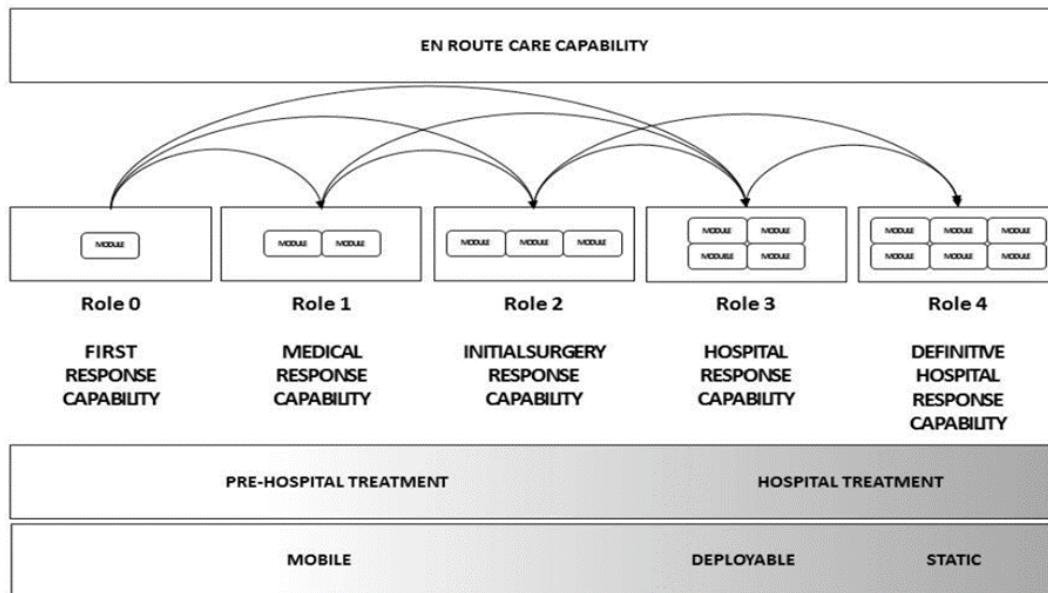 EN ROUTE CARE CAPABILITY
MODULE
MODULE MODULE
MODULE MODULE MODULE
MODULE MODULE
MODULE MODULE
MODULE MODULE MODULE
MODULE MODULE MODULE
Role 0
Role 1
Role 2
Role 3
Role 4
FIRST
RESPONSE
CAPABILITY
MEDICAL
RESPONSE
CAPABILITY
INITIALSURGERY
RESPONSE
CAPABILITY
HOSPITAL
RESPONSE
CAPABILITY
DEFINITIVE
HOSPITAL
RESPONSE
CAPABILITY
PRE-HOSPITAL TREATMENT
HOSPITAL TREATMENT
MOBILE
DEPLOYABLE
STATIC